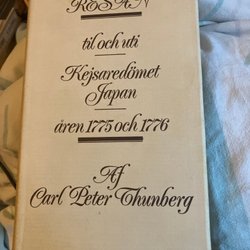 RESAN
til och uti
Kejsaredömet
Japan
åren 1775 och 1776
Af
Carl Peter Thunberg